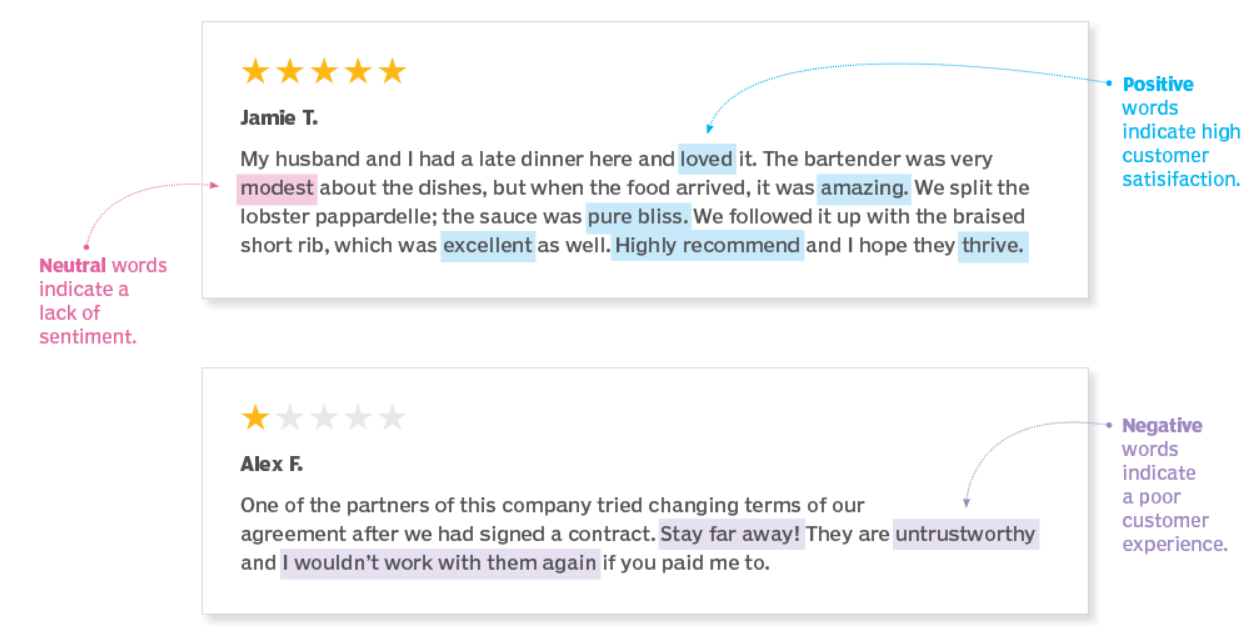 Jamie T.
My husband and I had a late dinner here and loved it. The bartender was very
modest about the dishes, but when the food arrived, it was amazing. We split the
lobster pappardelle; the sauce was pure bliss. We followed it up with the braised
short rib, which was excellent as well. Highly recommend and I hope they thrive.
Positive
words
indicate high
customer
satisifaction.
Neutral words
indicate a
lack of
sentiment.
Alex F.
One of the partners of this company tried changing terms of our
agreement after we had signed a contract. Stay far away! They are untrustworthy
and I wouldn’t work with them again if you paid me to.
Negative
words
indicate
a poor
customer
experience.